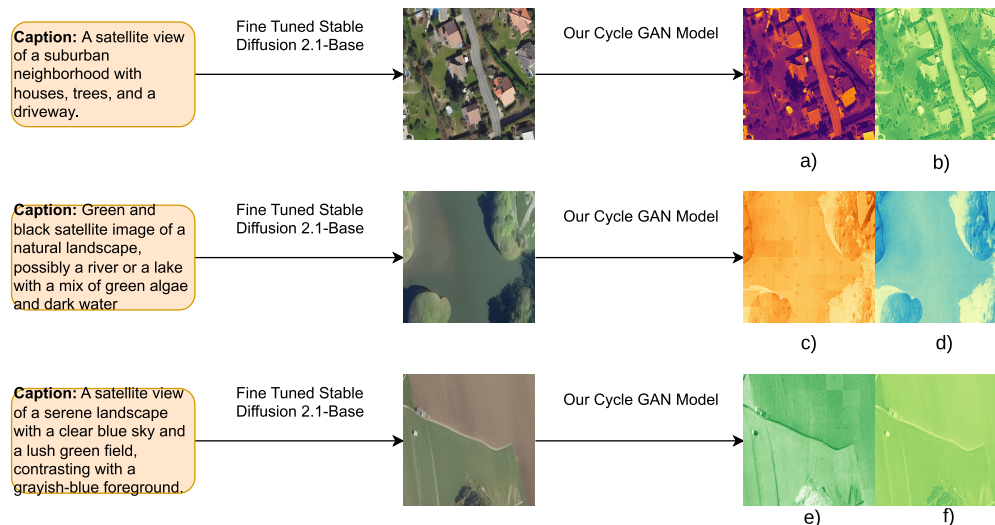 Caption: A satellite view
of a suburban
neighborhood with
houses, trees, and a
driveway.
Fine Tuned Stable
Diffusion 2.1-Base
Our Cycle GAN Model
a)
b)
Caption: Green and
black satellite image of a
natural landscape,
possibly a river or a lake
with a mix of green algae
and dark water
Fine Tuned Stable
Diffusion 2.1-Base
Our Cycle GAN Model
c)
d)
Caption: A satellite view
of a serene landscape
with a clear blue sky and
a lush green field,
contrasting with a
grayish-blue foreground.
Fine Tuned Stable
Diffusion 2.1-Base
Our Cycle GAN Model
e)
f)